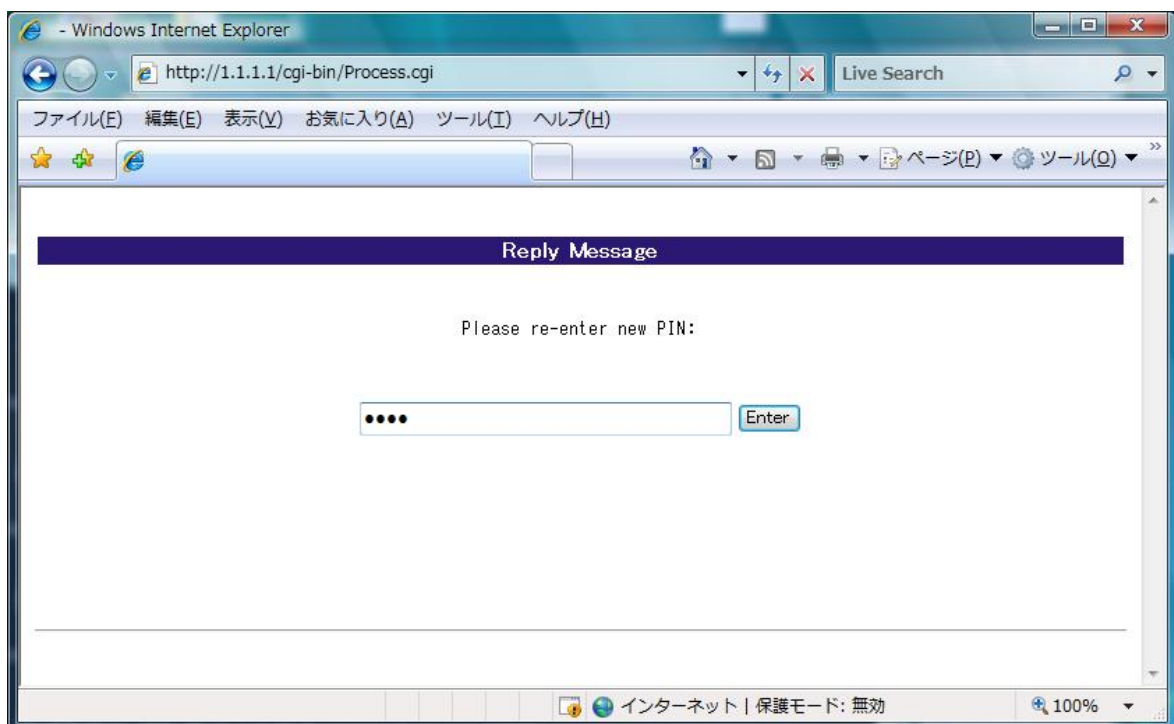 - Windows Internet Explorer
http://1.1.1.1/cgi-bin/Process.cgi Live Search
ファイル(F) 編集(E) 表示(V) お気に入り(A) ツール(T) ヘルプ(H)
ページ(P) ツール(O) »
Reply Message
Please re-enter new PIN:
•••• Enter
インターネット | 保護モード: 無効 100%